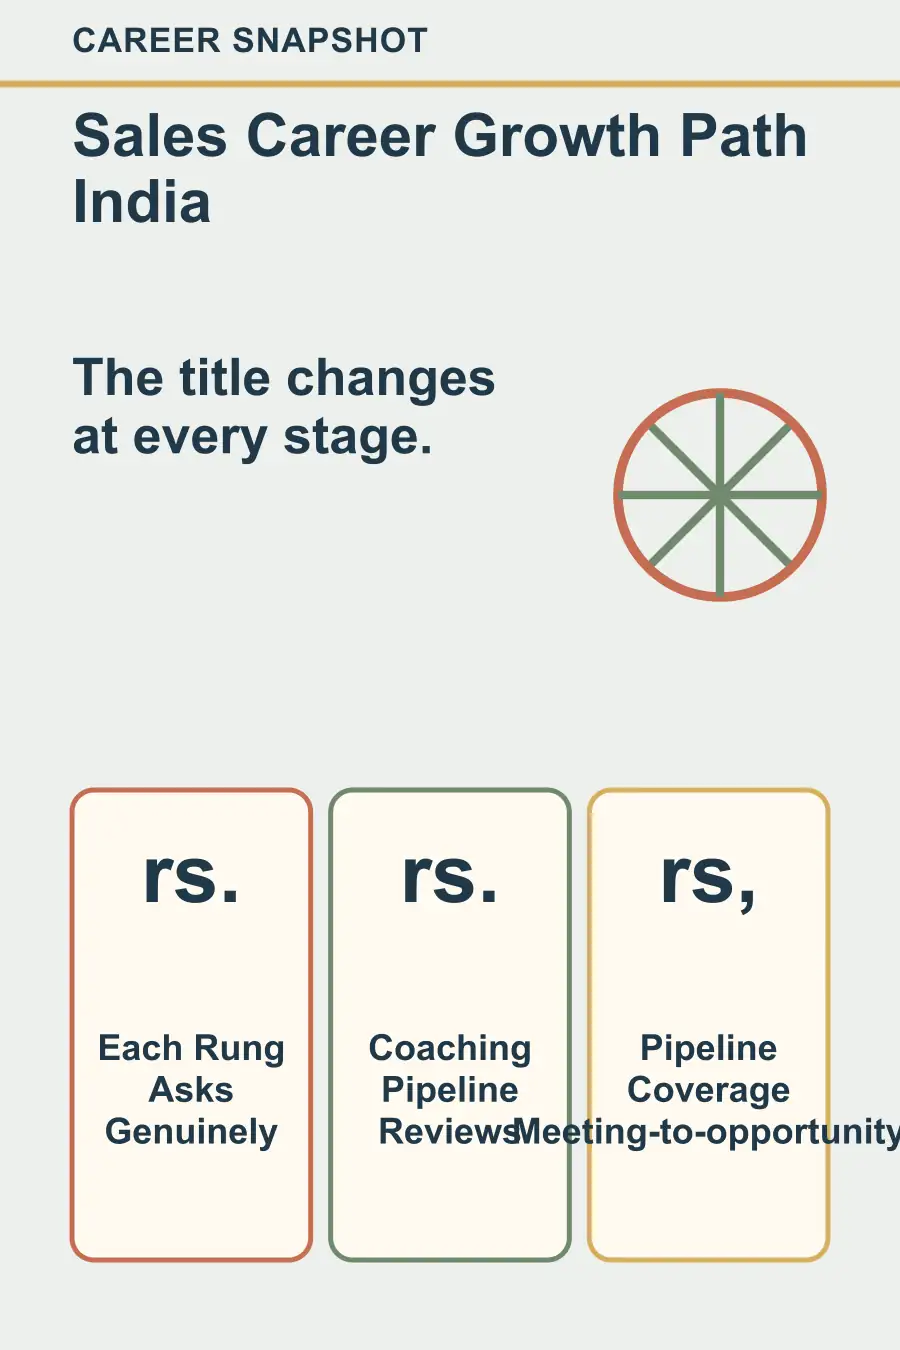 CAREER SNAPSHOT
Sales Career Growth Path
India
The title changes
at every stage.
rs.
Each Rung
Asks
Genuinely
rs.
Coaching
Pipeline
Reviews
rs,
Pipeline
Coverage
Meeting-to-opportunity